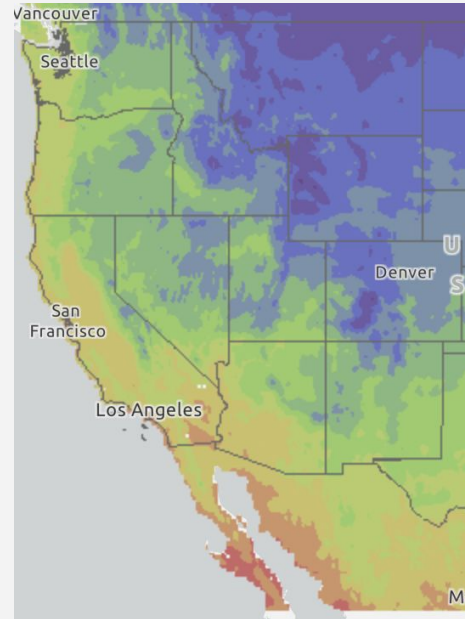 Vancouver
Seattle
U
Denver
S
San
Francisco
Los Angeles
M